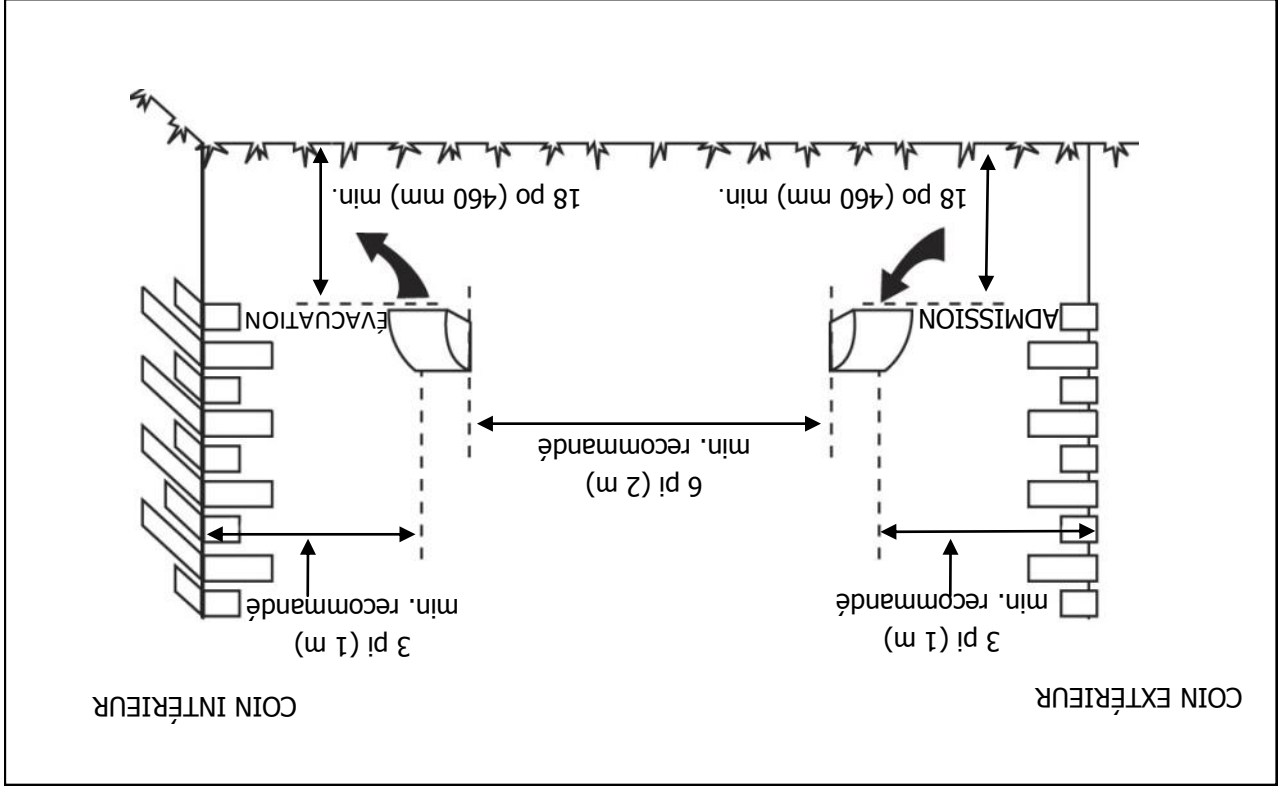 COIN EXTÉRIEUR
COIN INTÉRIEUR
3 pi (1 m)
min. recommandé
3 pi (1 m)
min. recommandé
6 pi (2 m)
min. recommandé
ADMISSION
ÉVACUATION
18 po (460 mm) min.
18 po (460 mm) min.